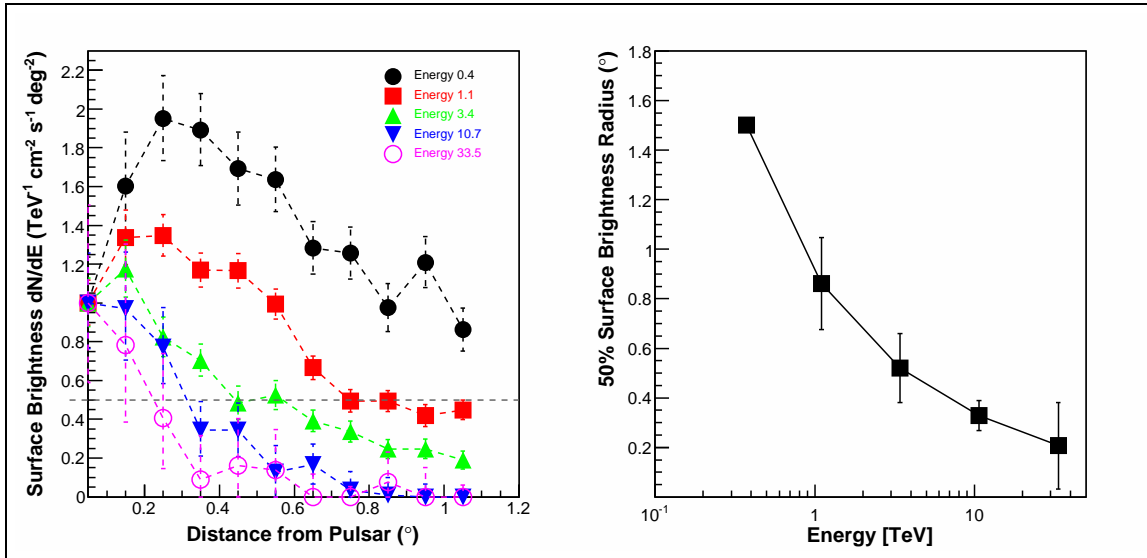 Surface Brightness dN/dE (TeV⁻¹ cm⁻² s⁻¹ deg⁻²)
2.2
2
1.8
1.6
1.4
1.2
1
0.8
0.6
0.4
0.2
0
Energy 0.4
Energy 1.1
Energy 3.4
Energy 10.7
Energy 33.5
0.2 0.4 0.6 0.8 1 1.2
Distance from Pulsar (°)
50% Surface Brightness Radius (°)
1.8
1.6
1.4
1.2
1
0.8
0.6
0.4
0.2
0
10⁻¹ 1 10
Energy [TeV]